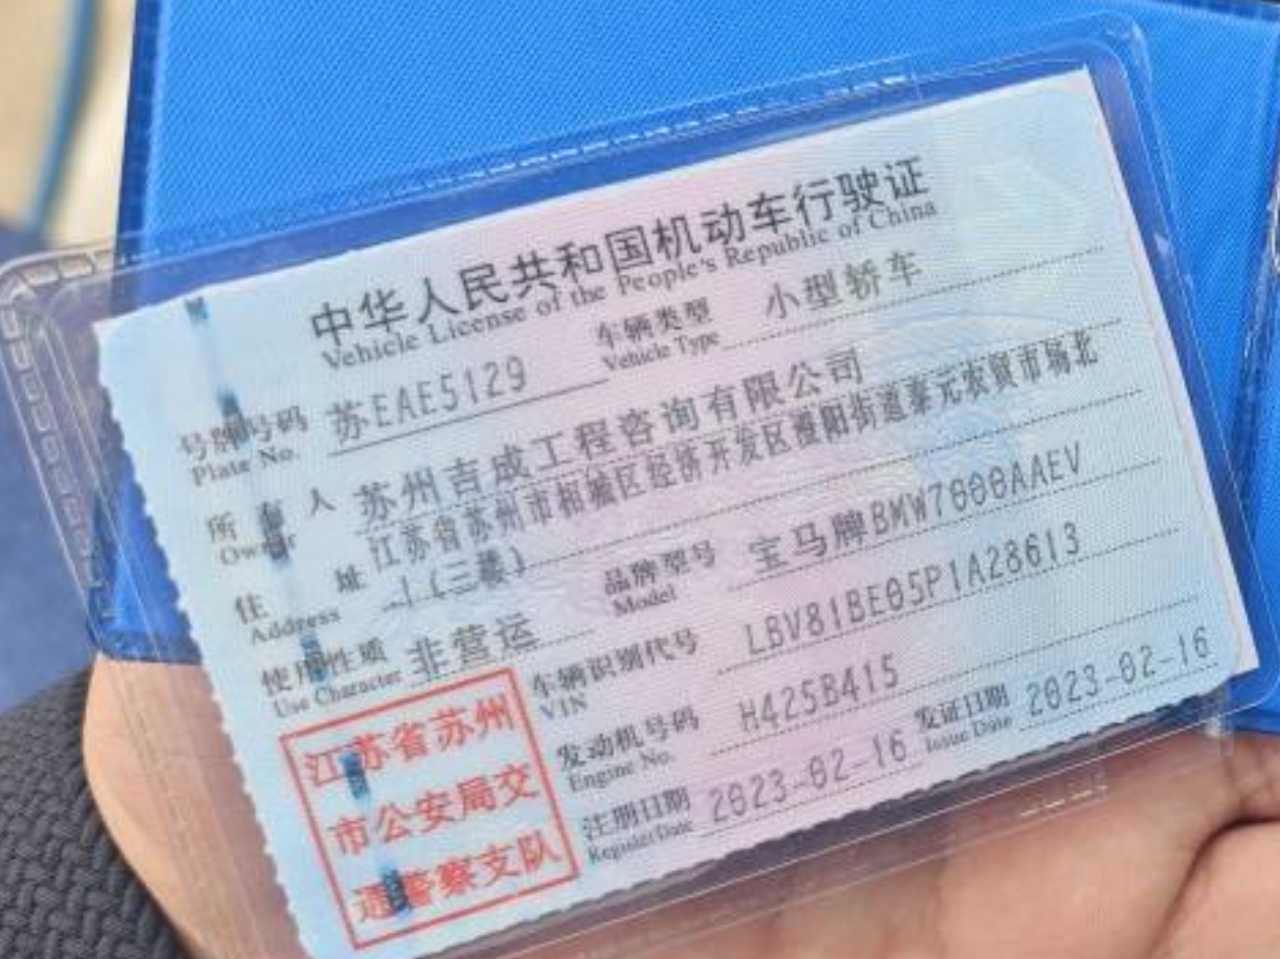 中华人民共和国机动车行驶证
Vehicle License of the People's Republic of China
号牌号码 苏EAE5129 车辆类型 小型轿车
Plate No. Vehicle Type
所有人 苏州吉成工程咨询有限公司
Owner
住址 江苏省苏州市相城区经济开发区澄阳街道泰元农贸市场北
Address (三楼)
使用性质 非营运 品牌型号 宝马牌BMW7000AAEV
Use Character Model
车辆识别代号 LBV81BE05P1A28613
VIN
发动机号码 H425B415
Engine No.
注册日期 2023-02-16 发证日期 2023-02-16
Register Date Issue Date
江苏省苏州
市公安局交
通警察支队